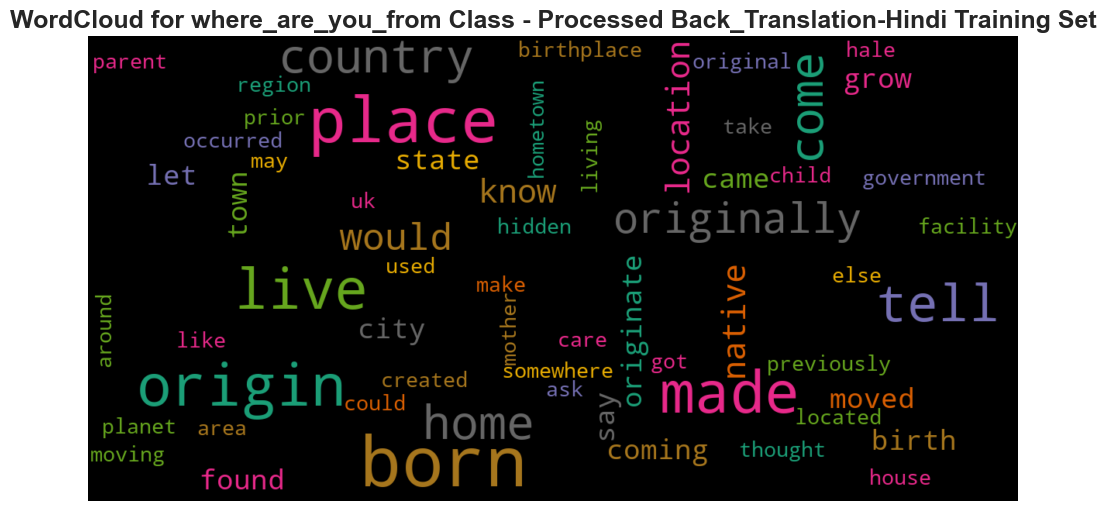 WordCloud for where_are_you_from Class - Processed Back_Translation-Hindi Training Set
parent
country
birthplace
location
original
come
hale
grow
region
place
hometown
prior
occurred
living
take
may
state
let
town
know
came
child
government
uk
hidden
originally
facility
would
used
live
make
originate
native
else
tell
around
city
mother
like
care
got
previously
somewhere
origin
created
ask
made
could
moved
home
say
located
planet
area
born
coming
thought
birth
moving
found
house